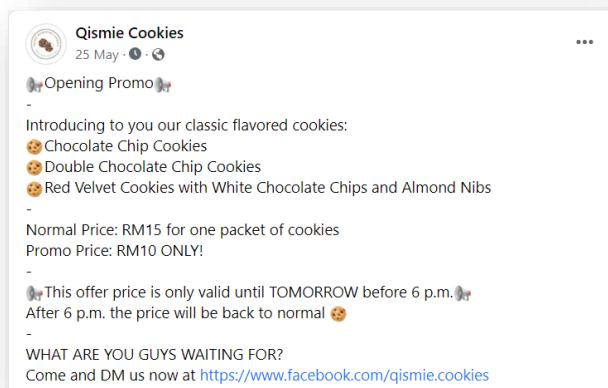 Qismie Cookies
25 May
📢Opening Promo📢
-
Introducing to you our classic flavored cookies:
🍪Chocolate Chip Cookies
🍪Double Chocolate Chip Cookies
🍪Red Velvet Cookies with White Chocolate Chips and Almond Nibs
-
Normal Price: RM15 for one packet of cookies
Promo Price: RM10 ONLY!
-
📢This offer price is only valid until TOMORROW before 6 p.m.📢
After 6 p.m. the price will be back to normal 🍪
-
WHAT ARE YOU GUYS WAITING FOR?
Come and DM us now at https://www.facebook.com/qismie.cookies